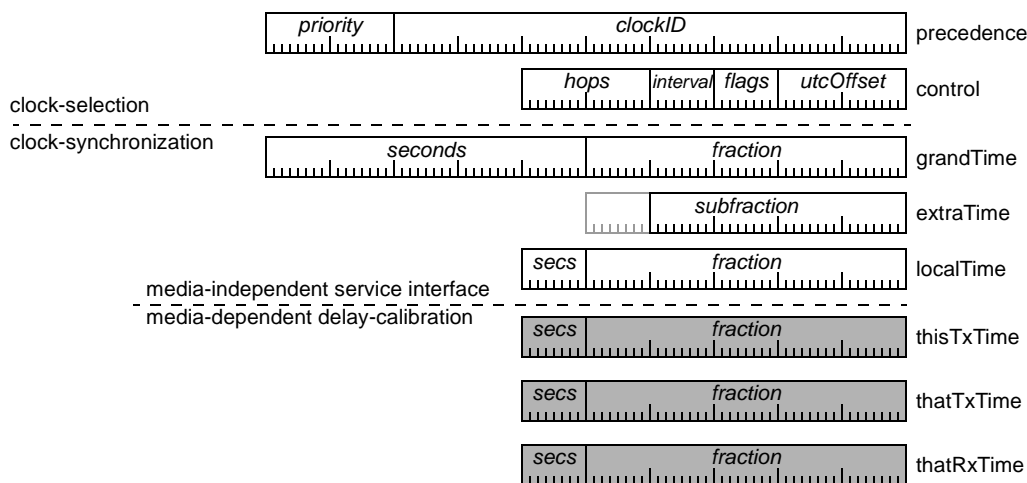 priority clockID precedence
hops interval flags utcOffset control
clock-selection
clock-synchronization
seconds fraction grandTime
subfraction extraTime
secs fraction localTime
media-independent service interface
media-dependent delay-calibration
secs fraction thisTxTime
secs fraction thatTxTime
secs fraction thatRxTime